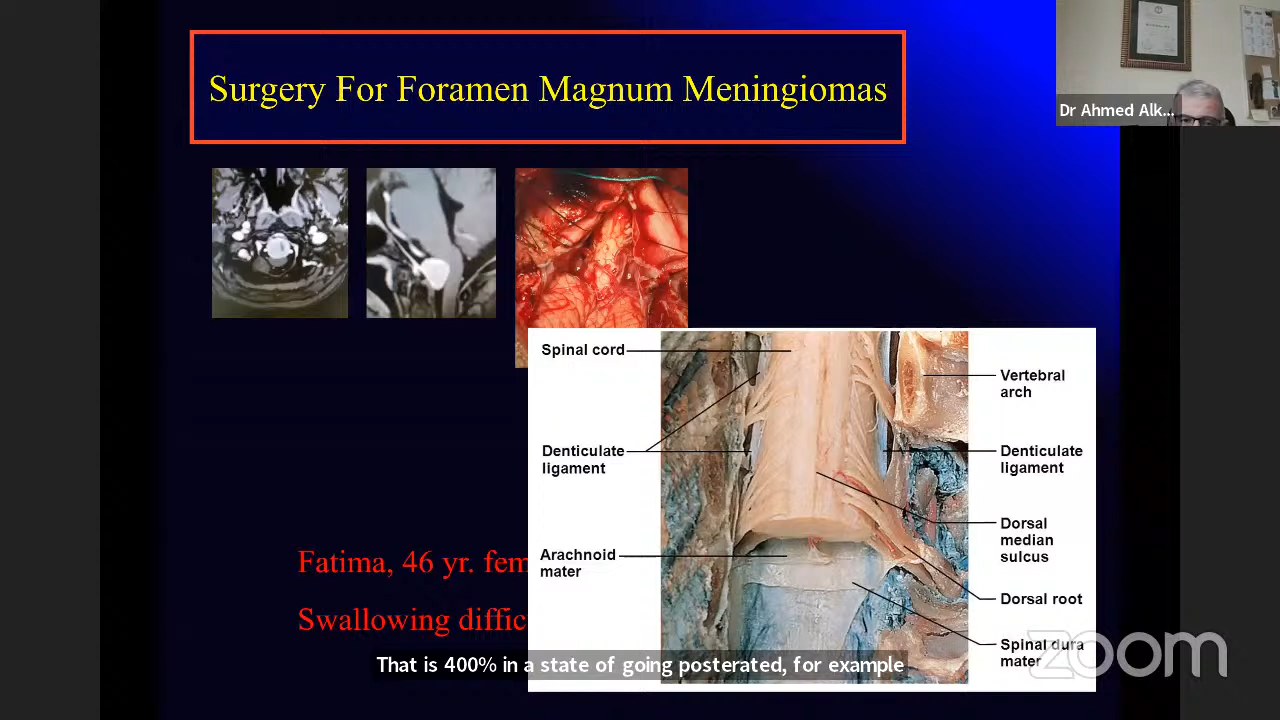 Surgery For Foramen Magnum Meningiomas
Dr Ahmed Alk...
Spinal cord
Vertebral
arch
Denticulate
ligament
Denticulate
ligament
Dorsal
median
sulcus
Arachnoid
mater
Dorsal root
Spinal dura
mater
Fatima, 46 yr. fem
Swallowing diffic
That is 400% in a state of going posterated, for example
zoom